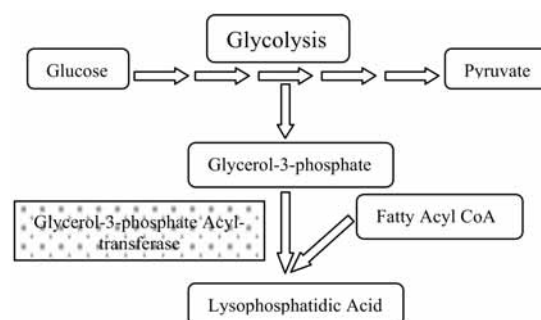 Glycolysis
Glucose
Pyruvate
Glycerol-3-phosphate
Glycerol-3-phosphate Acyl-
transferase
Fatty Acyl CoA
Lysophosphatidic Acid